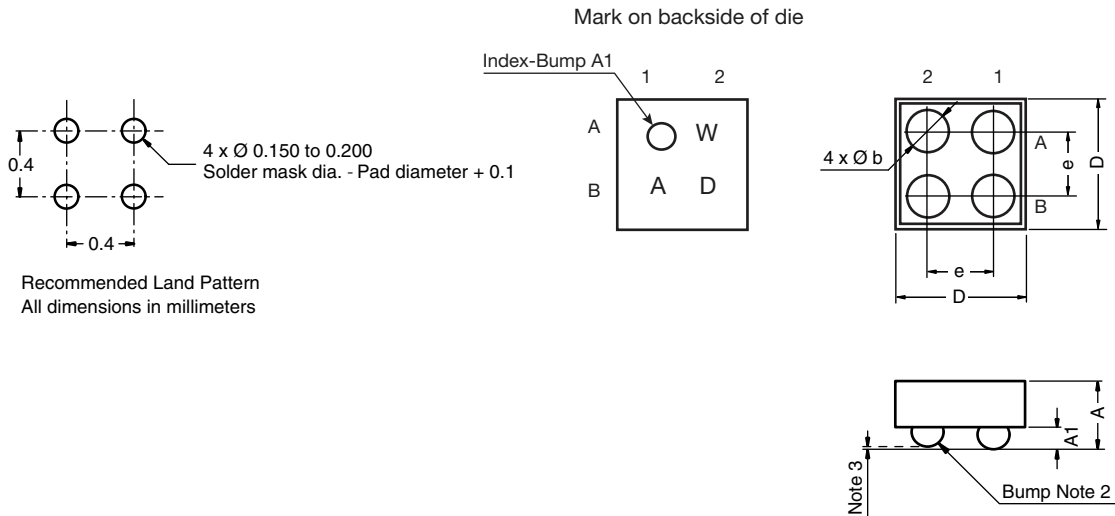 Mark on backside of die
Index-Bump A1
1 2
A W
B A D
2 1
A
B
4 x Ø b
e
D
e
D
0.4
4 x Ø 0.150 to 0.200
Solder mask dia. - Pad diameter + 0.1
0.4
Recommended Land Pattern
All dimensions in millimeters
A
A1
Note 3
Bump Note 2